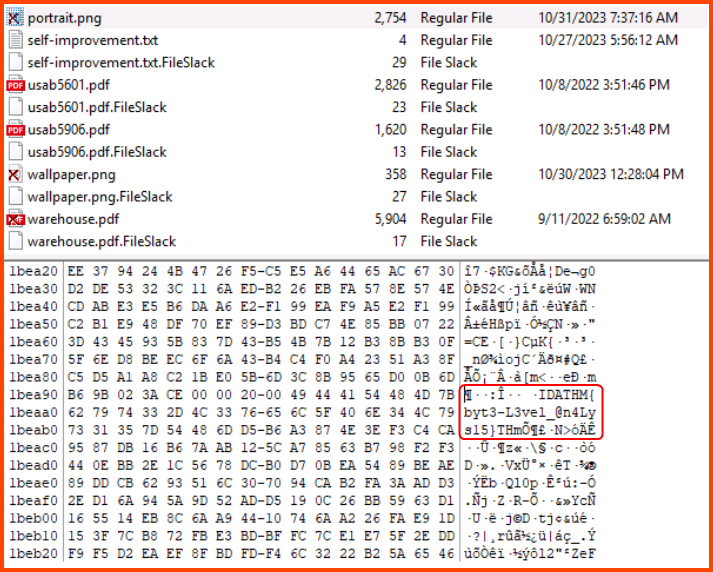 portrait.png 2,754 Regular File 10/31/2023 7:37:16 AM
self-improvement.txt 4 Regular File 10/27/2023 5:56:12 AM
self-improvement.txt.FileSlack 29 File Slack
PDF usab5601.pdf 2,826 Regular File 10/8/2022 3:51:46 PM
usab5601.pdf.FileSlack 23 File Slack
PDF usab5906.pdf 1,620 Regular File 10/8/2022 3:51:48 PM
usab5906.pdf.FileSlack 13 File Slack
wallpaper.png 358 Regular File 10/30/2023 12:28:04 PM
wallpaper.png.FileSlack 27 File Slack
warehouse.pdf 5,904 Regular File 9/11/2022 6:59:02 AM
warehouse.pdf.FileSlack 17 File Slack
1bea20 EE 37 94 24 4B 47 26 F5-C5 E5 A6 44 65 AC 67 30 î7·$KG&õÅå¦De¬g0
1bea30 D2 DE 53 32 3C 11 6A ED-B2 26 EB FA 57 8E 57 4E ÒÞS2<·jí²&ëúW·WN
1bea40 CD AB E3 E5 B6 DA A6 E2-F1 99 EA F9 A5 E2 F1 99 Í«ãå¶Ú¦âñ·êù¥âñ·
1bea50 C2 B1 E9 48 DF 70 EF 89-D3 BD C7 4E 85 BB 07 22 Â±éHßpï·Ó½ÇN·»·"
1bea60 3D 43 45 93 5B 83 7D 43-B5 4B 7B 12 B3 8B B3 0F =CE·[·}CµK{·³·³·
1bea70 5F 6E D8 BE EC 6F 6A 43-B4 C4 F0 A4 23 51 A3 8F _nØ¾ìojC´Äð¤#Q£·
1bea80 C5 D5 A1 A8 C2 1B E0 5B-6D 3C 8B 95 65 D0 0B 6D ÅÕ¡¨Â·à[m<··eÐ·m
1bea90 B6 9B 02 3A CE 00 00 20-00 49 44 41 54 48 4D 7B ¶··:Î·· ·IDATHM{
1beaa0 62 79 74 33 2D 4C 33 76-65 6C 5F 40 6E 34 4C 79 byt3-L3vel_@n4Ly
1beab0 73 31 35 7D 54 48 6D D5-B6 A3 87 4E 3E F3 C4 CA s15}THmÕ¶£·N>óÄÊ
1beac0 95 87 DB 16 B6 7A AB 12-5C A7 85 63 B7 98 F2 F3 ··Û·¶z«·\§·c··òó
1bead0 44 0E BB 2E 1C 56 78 DC-B0 D7 0B EA 54 89 BE AE D·».·VxÜ°×·êT·¾®
1beae0 89 DD CB 62 93 51 6C 30-70 94 CA B2 FA 3A AD D3 ·ÝËb·Ql0p·Ê²ú:-Ó
1beaf0 2E D1 6A 94 5A 9D 52 AD-D5 19 0C 26 BB 59 63 D1 .Ñj·Z·R-Õ··&»YcÑ
1beb00 16 55 14 EB 8C 6A A9 44-10 74 6A A2 26 FA E9 1D ·U·ë·j©D·tj¢&úé·
1beb10 15 3F 7C B8 72 FB E3 BD-BF FC 7C E1 E7 5F 2E DD ·?|¸rûã½¿ü|áç_.Ý
1beb20 F9 F5 D2 EA EF 8F BD FD-F4 6C 32 22 B2 5A 65 46 ùõÒêï·½ýôl2"²ZeF